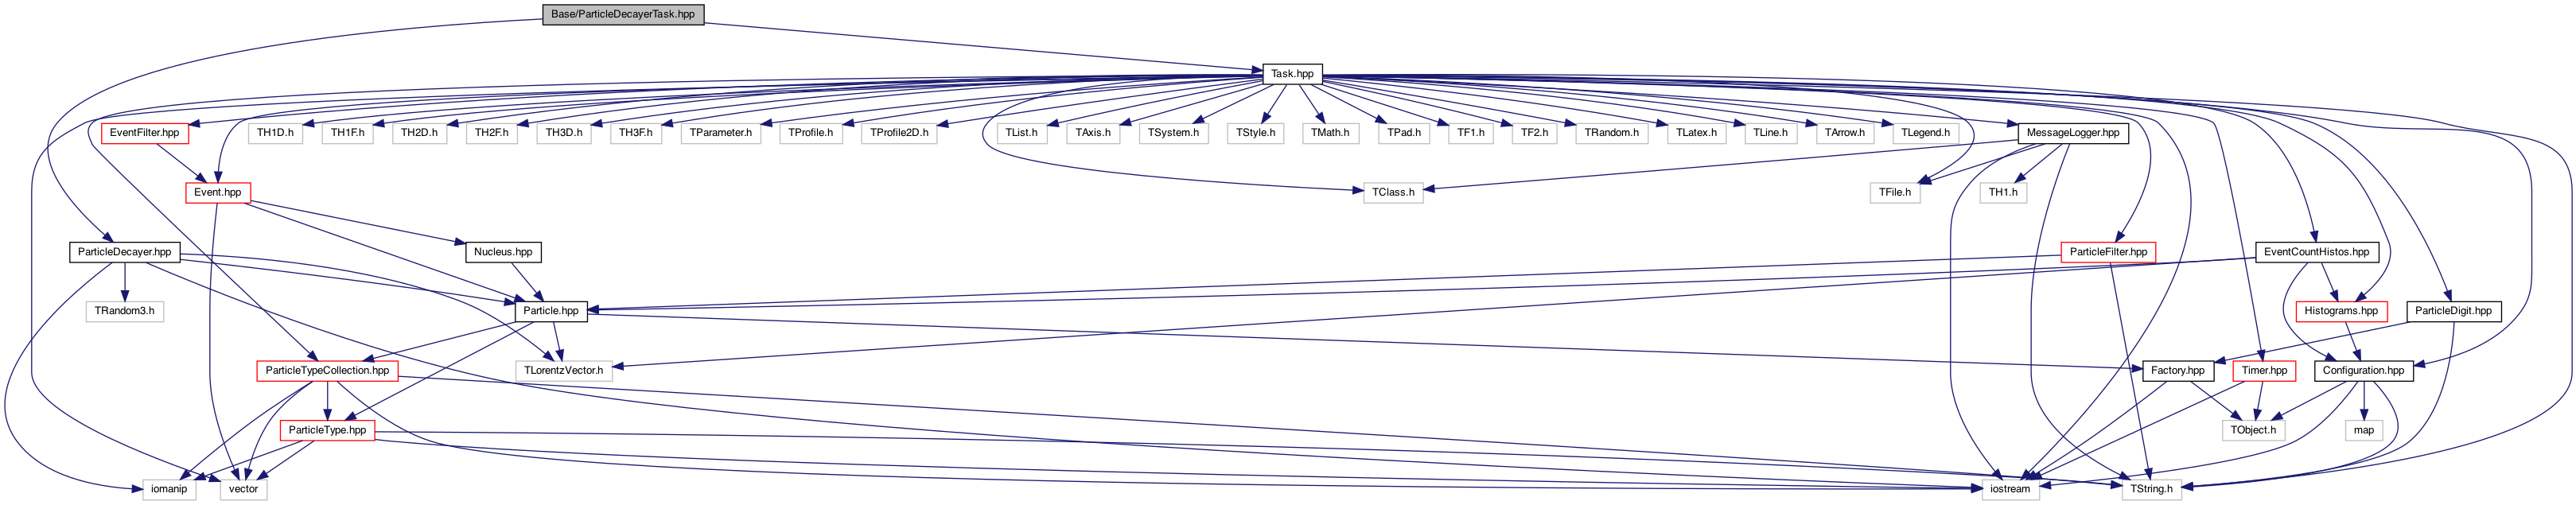 Base/ParticleDecayerTask.hpp
Task.hpp
EventFilter.hpp
TH1D.h
TH1F.h
TH2D.h
TH2F.h
TH3D.h
TH3F.h
TParameter.h
TProfile.h
TProfile2D.h
TList.h
TAxis.h
TSystem.h
TStyle.h
TMath.h
TPad.h
TF1.h
TF2.h
TRandom.h
TLatex.h
TLine.h
TArrow.h
TLegend.h
MessageLogger.hpp
Event.hpp
TClass.h
TFile.h
TH1.h
ParticleDecayer.hpp
Nucleus.hpp
ParticleFilter.hpp
EventCountHistos.hpp
TRandom3.h
Particle.hpp
Histograms.hpp
ParticleDigit.hpp
ParticleTypeCollection.hpp
TLorentzVector.h
Factory.hpp
Timer.hpp
Configuration.hpp
ParticleType.hpp
TObject.h
map
iomanip
vector
iostream
TString.h